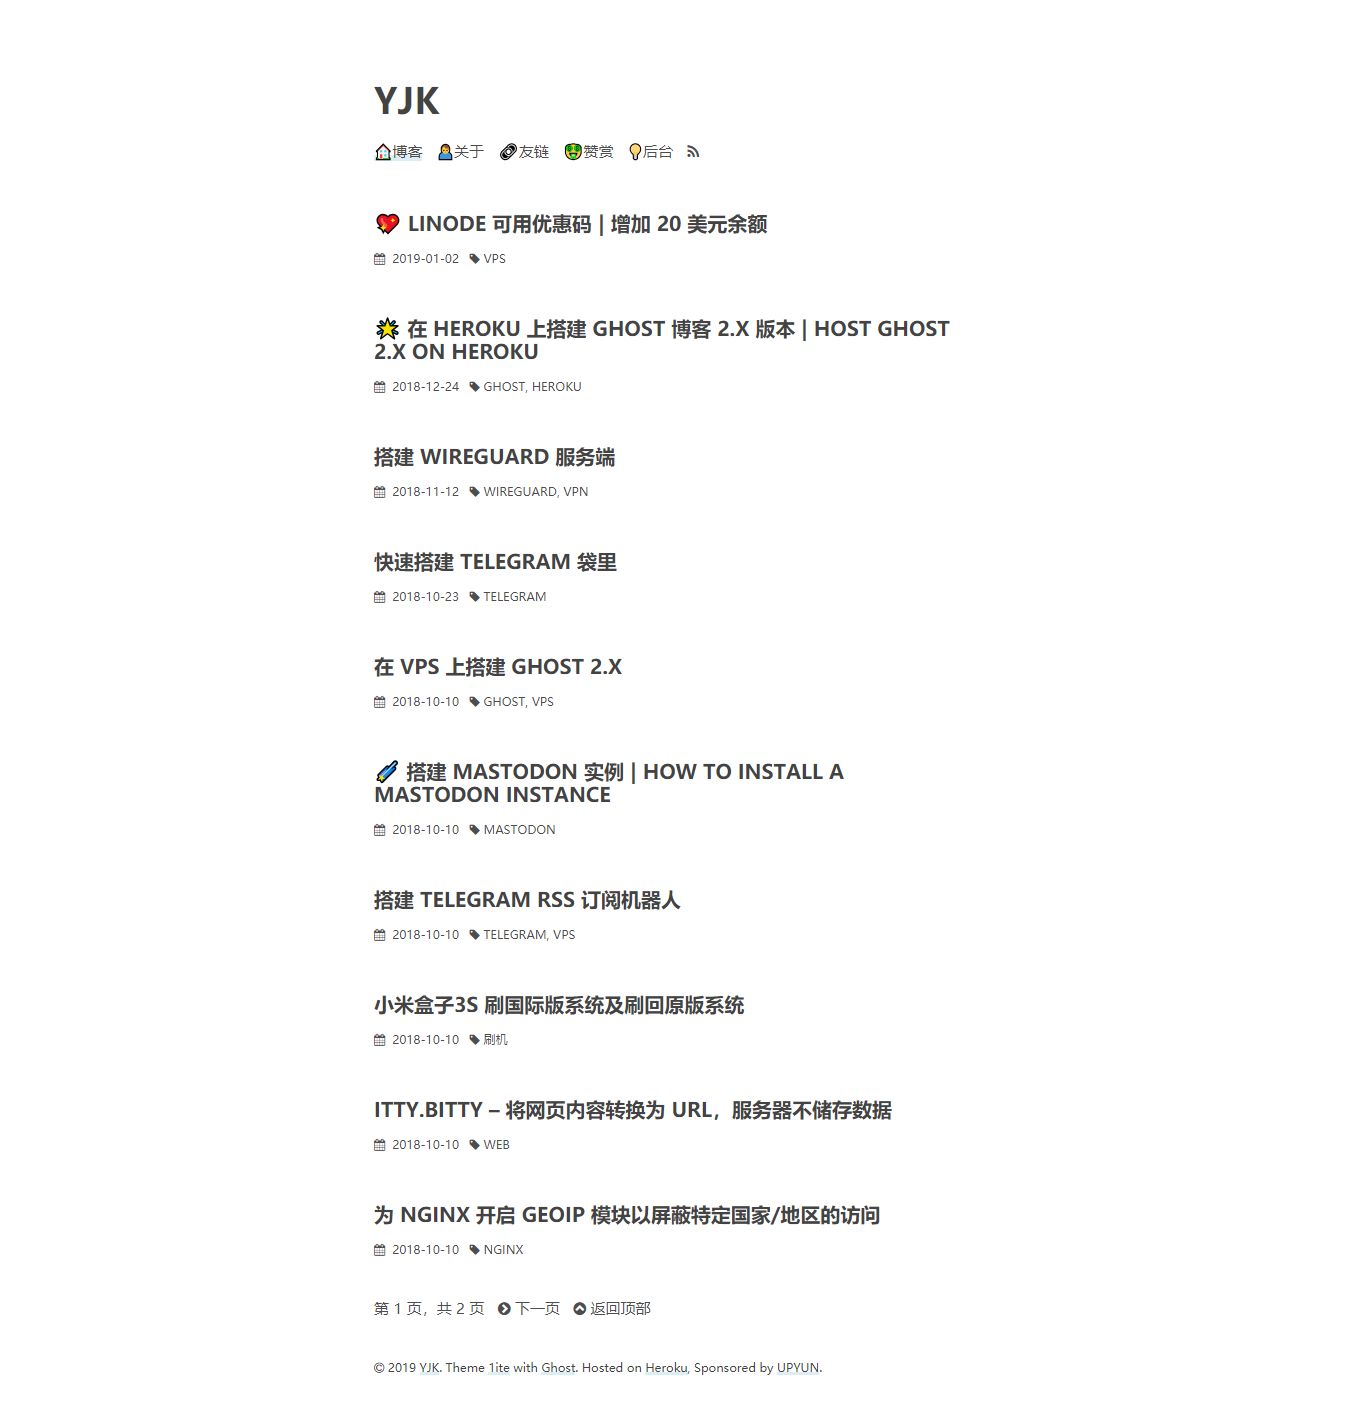 YJK
博客 关于 友链 赞赏 后台
LINODE 可用优惠码 | 增加 20 美元余额
2019-01-02 VPS
在 HEROKU 上搭建 GHOST 博客 2.X 版本 | HOST GHOST
2.X ON HEROKU
2018-12-24 GHOST, HEROKU
搭建 WIREGUARD 服务端
2018-11-12 WIREGUARD, VPN
快速搭建 TELEGRAM 袋里
2018-10-23 TELEGRAM
在 VPS 上搭建 GHOST 2.X
2018-10-10 GHOST, VPS
搭建 MASTODON 实例 | HOW TO INSTALL A
MASTODON INSTANCE
2018-10-10 MASTODON
搭建 TELEGRAM RSS 订阅机器人
2018-10-10 TELEGRAM, VPS
小米盒子3S 刷国际版系统及刷回原版系统
2018-10-10 刷机
ITTY.BITTY – 将网页内容转换为 URL，服务器不储存数据
2018-10-10 WEB
为 NGINX 开启 GEOIP 模块以屏蔽特定国家/地区的访问
2018-10-10 NGINX
第 1 页，共 2 页 下一页 返回顶部
© 2019 YJK. Theme 1ite with Ghost. Hosted on Heroku, Sponsored by UPYUN.